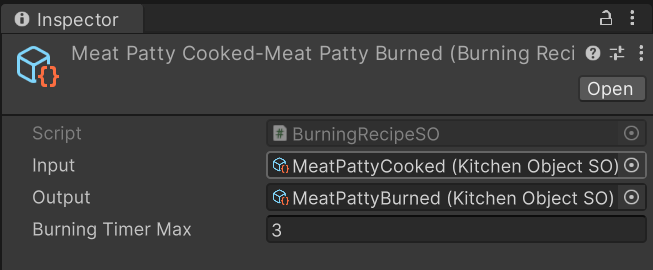 Inspector
Meat Patty Cooked-Meat Patty Burned (Burning Reci
Open
Script BurningRecipeSO
Input MeatPattyCooked (Kitchen Object SO)
Output MeatPattyBurned (Kitchen Object SO)
Burning Timer Max 3